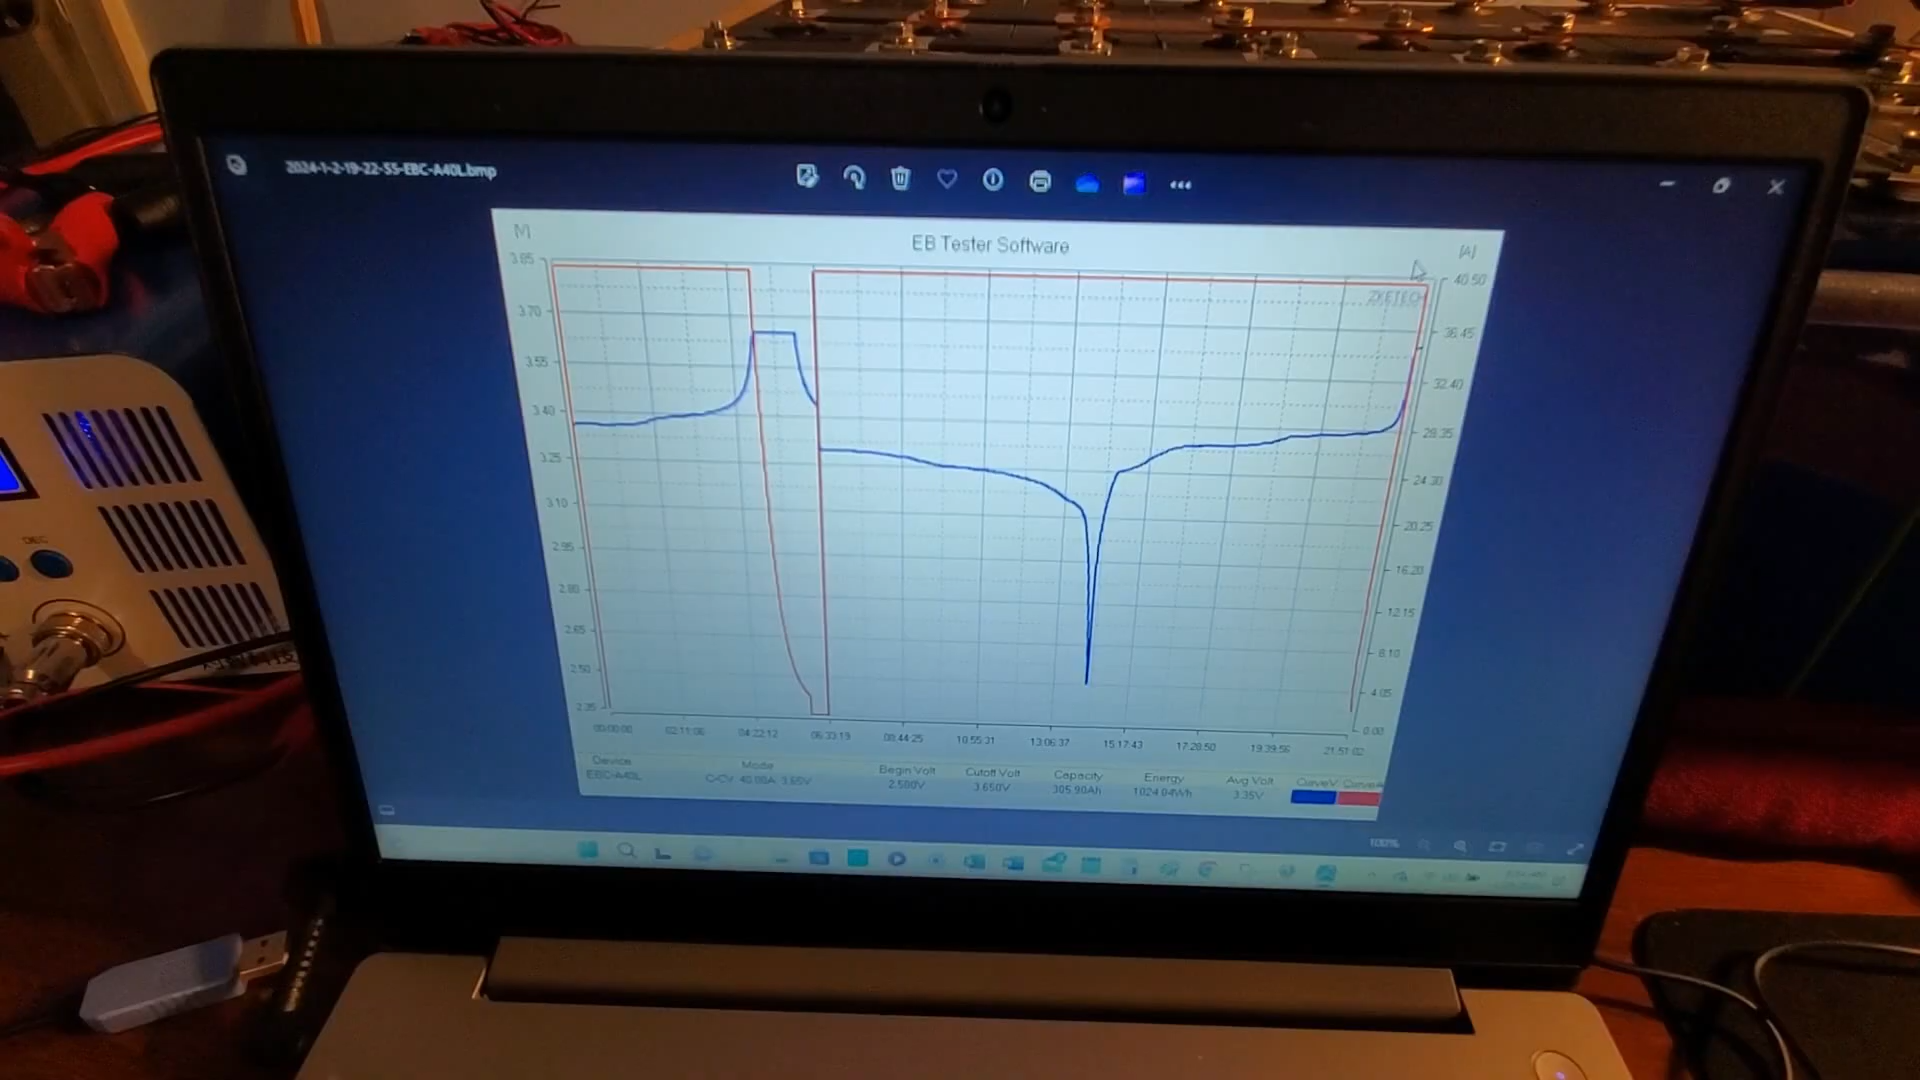 2024-1-2-19-22-55-EBC-A40L.bmp
EB Tester Software
[A]
ZKETECH
3.85
3.70
3.55
3.40
3.25
3.10
2.95
2.80
2.65
2.50
2.35
40.50
36.45
32.40
28.35
24.30
20.25
16.20
12.15
8.10
4.05
0.00
00:00:00 02:11:06 04:22:12 06:33:19 08:44:25 10:55:31 13:06:37 15:17:43 17:28:50 19:39:56 21:51:02
Device Mode Begin Volt Cutoff Volt Capacity Energy Avg Volt CurveV CurveA
EBC-A40L C-CV 40.00A 3.65V 2.500V 3.650V 305.90Ah 1024.04Wh 3.35V
100%
DEC